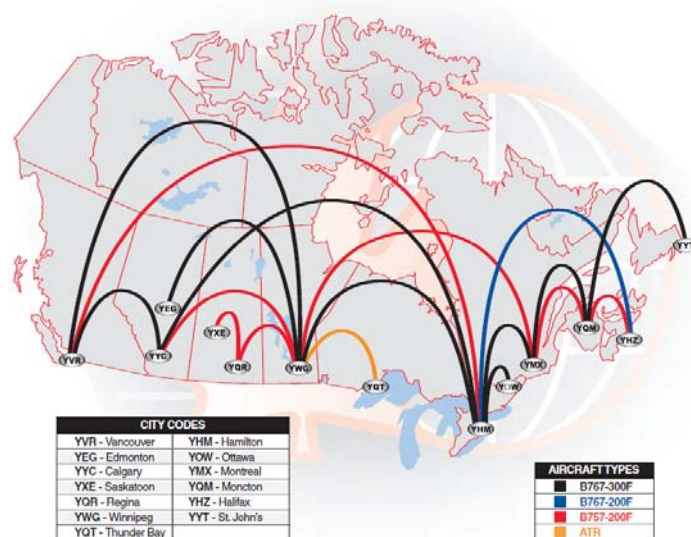 YYT
YEG
YXE
YQM
YVR
YYC
YQR
YWG
YMX
YHZ
YQT
YOW
YHM
CITY CODES
YVR - Vancouver YHM - Hamilton
YEG - Edmonton YOW - Ottawa
YYC - Calgary YMX - Montreal
YXE - Saskatoon YQM - Moncton
YQR - Regina YHZ - Halifax
YWG - Winnipeg YYT - St. John's
YQT - Thunder Bay
AIRCRAFT TYPES
B767-300F
B767-200F
B757-200F
ATR